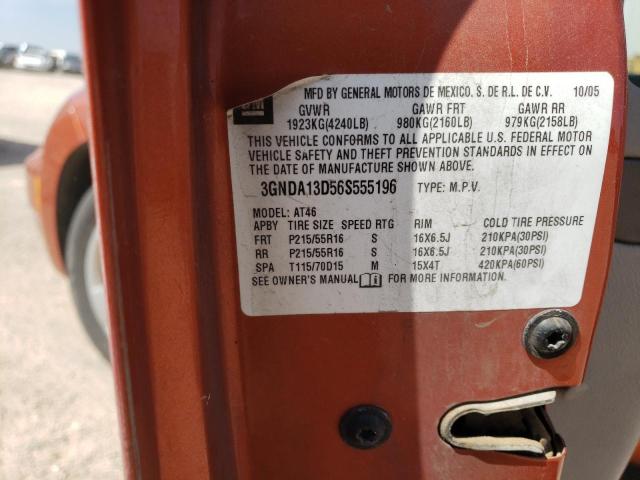 MFD BY GENERAL MOTORS DE MEXICO. S. DE R.L. DE C.V. 10/05
GM
GVWR GAWR FRT GAWR RR
1923KG(4240LB) 980KG(2160LB) 979KG(2158LB)
THIS VEHICLE CONFORMS TO ALL APPLICABLE U.S. FEDERAL MOTOR
VEHICLE SAFETY AND THEFT PREVENTION STANDARDS IN EFFECT ON
THE DATE OF MANUFACTURE SHOWN ABOVE.
3GNDA13D56S555196 TYPE: M.P.V.
MODEL: AT46
APBY TIRE SIZE SPEED RTG RIM COLD TIRE PRESSURE
FRT P215/55R16 S 16X6.5J 210KPA(30PSI)
RR P215/55R16 S 16X6.5J 210KPA(30PSI)
SPA T115/70D15 M 15X4T 420KPA(60PSI)
SEE OWNER'S MANUAL FOR MORE INFORMATION.